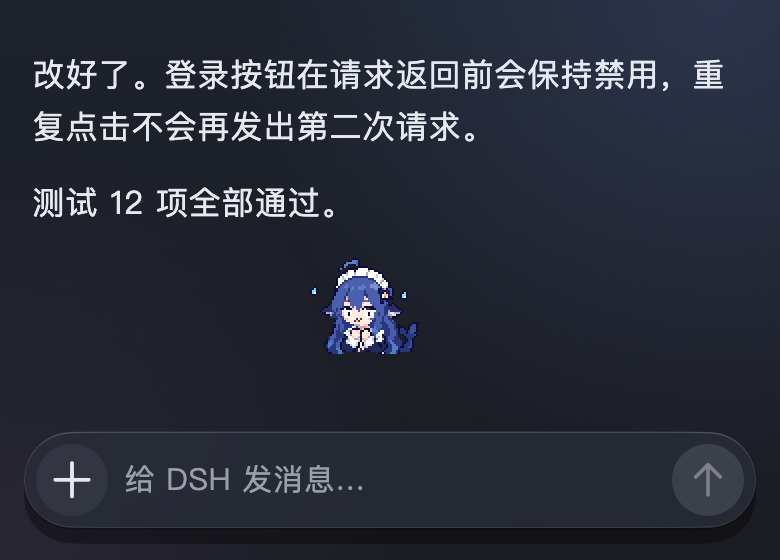 改好了。登录按钮在请求返回前会保持禁用，重
复点击不会再发出第二次请求。
测试 12 项全部通过。
给 DSH 发消息...